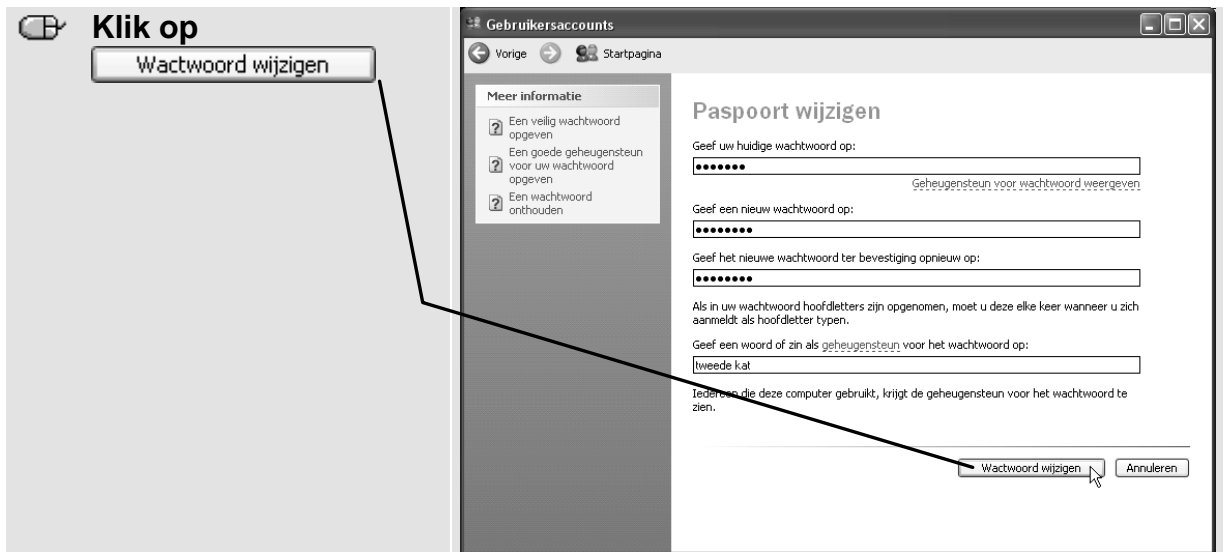 Klik op
Wactwoord wijzigen
Gebruikersaccounts
Vorige
Startpagina
Meer informatie
Een veilig wachtwoord
opgeven
Een goede geheugensteun
voor uw wachtwoord
opgeven
Een wachtwoord
onthouden
Paspoort wijzigen
Geef uw huidige wachtwoord op:
•••••••
Geheugensteun voor wachtwoord weergeven
Geef een nieuw wachtwoord op:
••••••••
Geef het nieuwe wachtwoord ter bevestiging opnieuw op:
••••••••
Als in uw wachtwoord hoofdletters zijn opgenomen, moet u deze elke keer wanneer u zich
aanmeldt als hoofdletter typen.
Geef een woord of zin als geheugensteun voor het wachtwoord op:
tweede kat
Iedereen die deze computer gebruikt, krijgt de geheugensteun voor het wachtwoord te
zien.
Wactwoord wijzigen
Annuleren